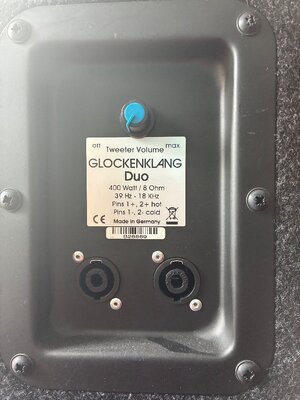 off max.
Tweeter Volume
GLOCKENKLANG
Duo
400 Watt / 8 Ohm
39 Hz - 18 KHz
Pins 1+, 2+ hot
Pins 1-, 2- cold
CE Made in Germany